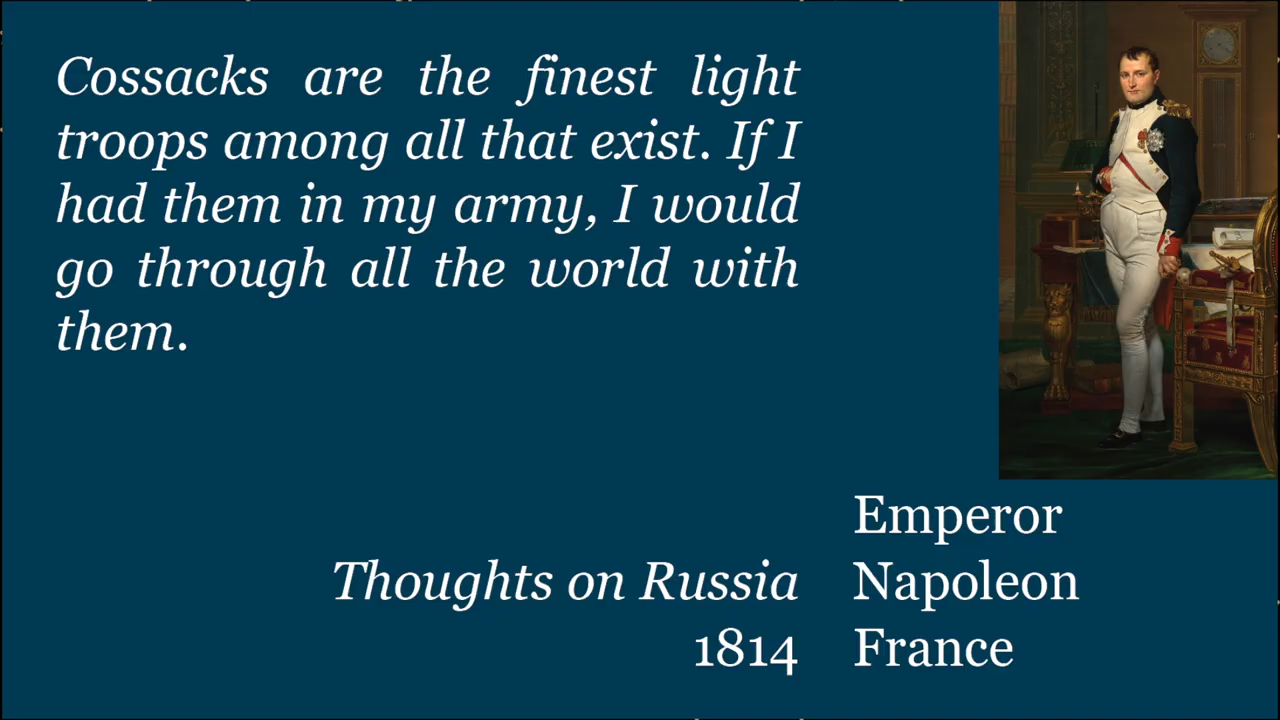 Cossacks are the finest light
troops among all that exist. If I
had them in my army, I would
go through all the world with
them.
Thoughts on Russia
1814
Emperor
Napoleon
France